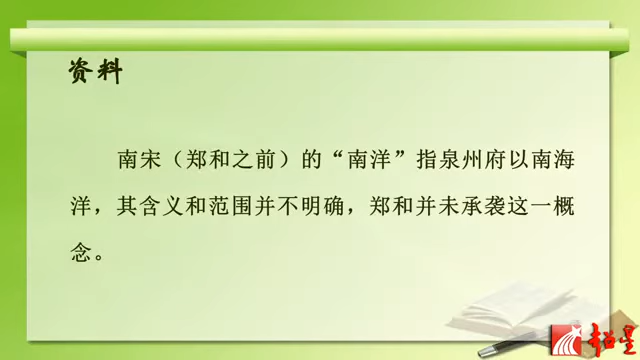 资料
南宋（郑和之前）的“南洋”指泉州府以南海
洋，其含义和范围并不明确，郑和并未承袭这一概
念。
超星